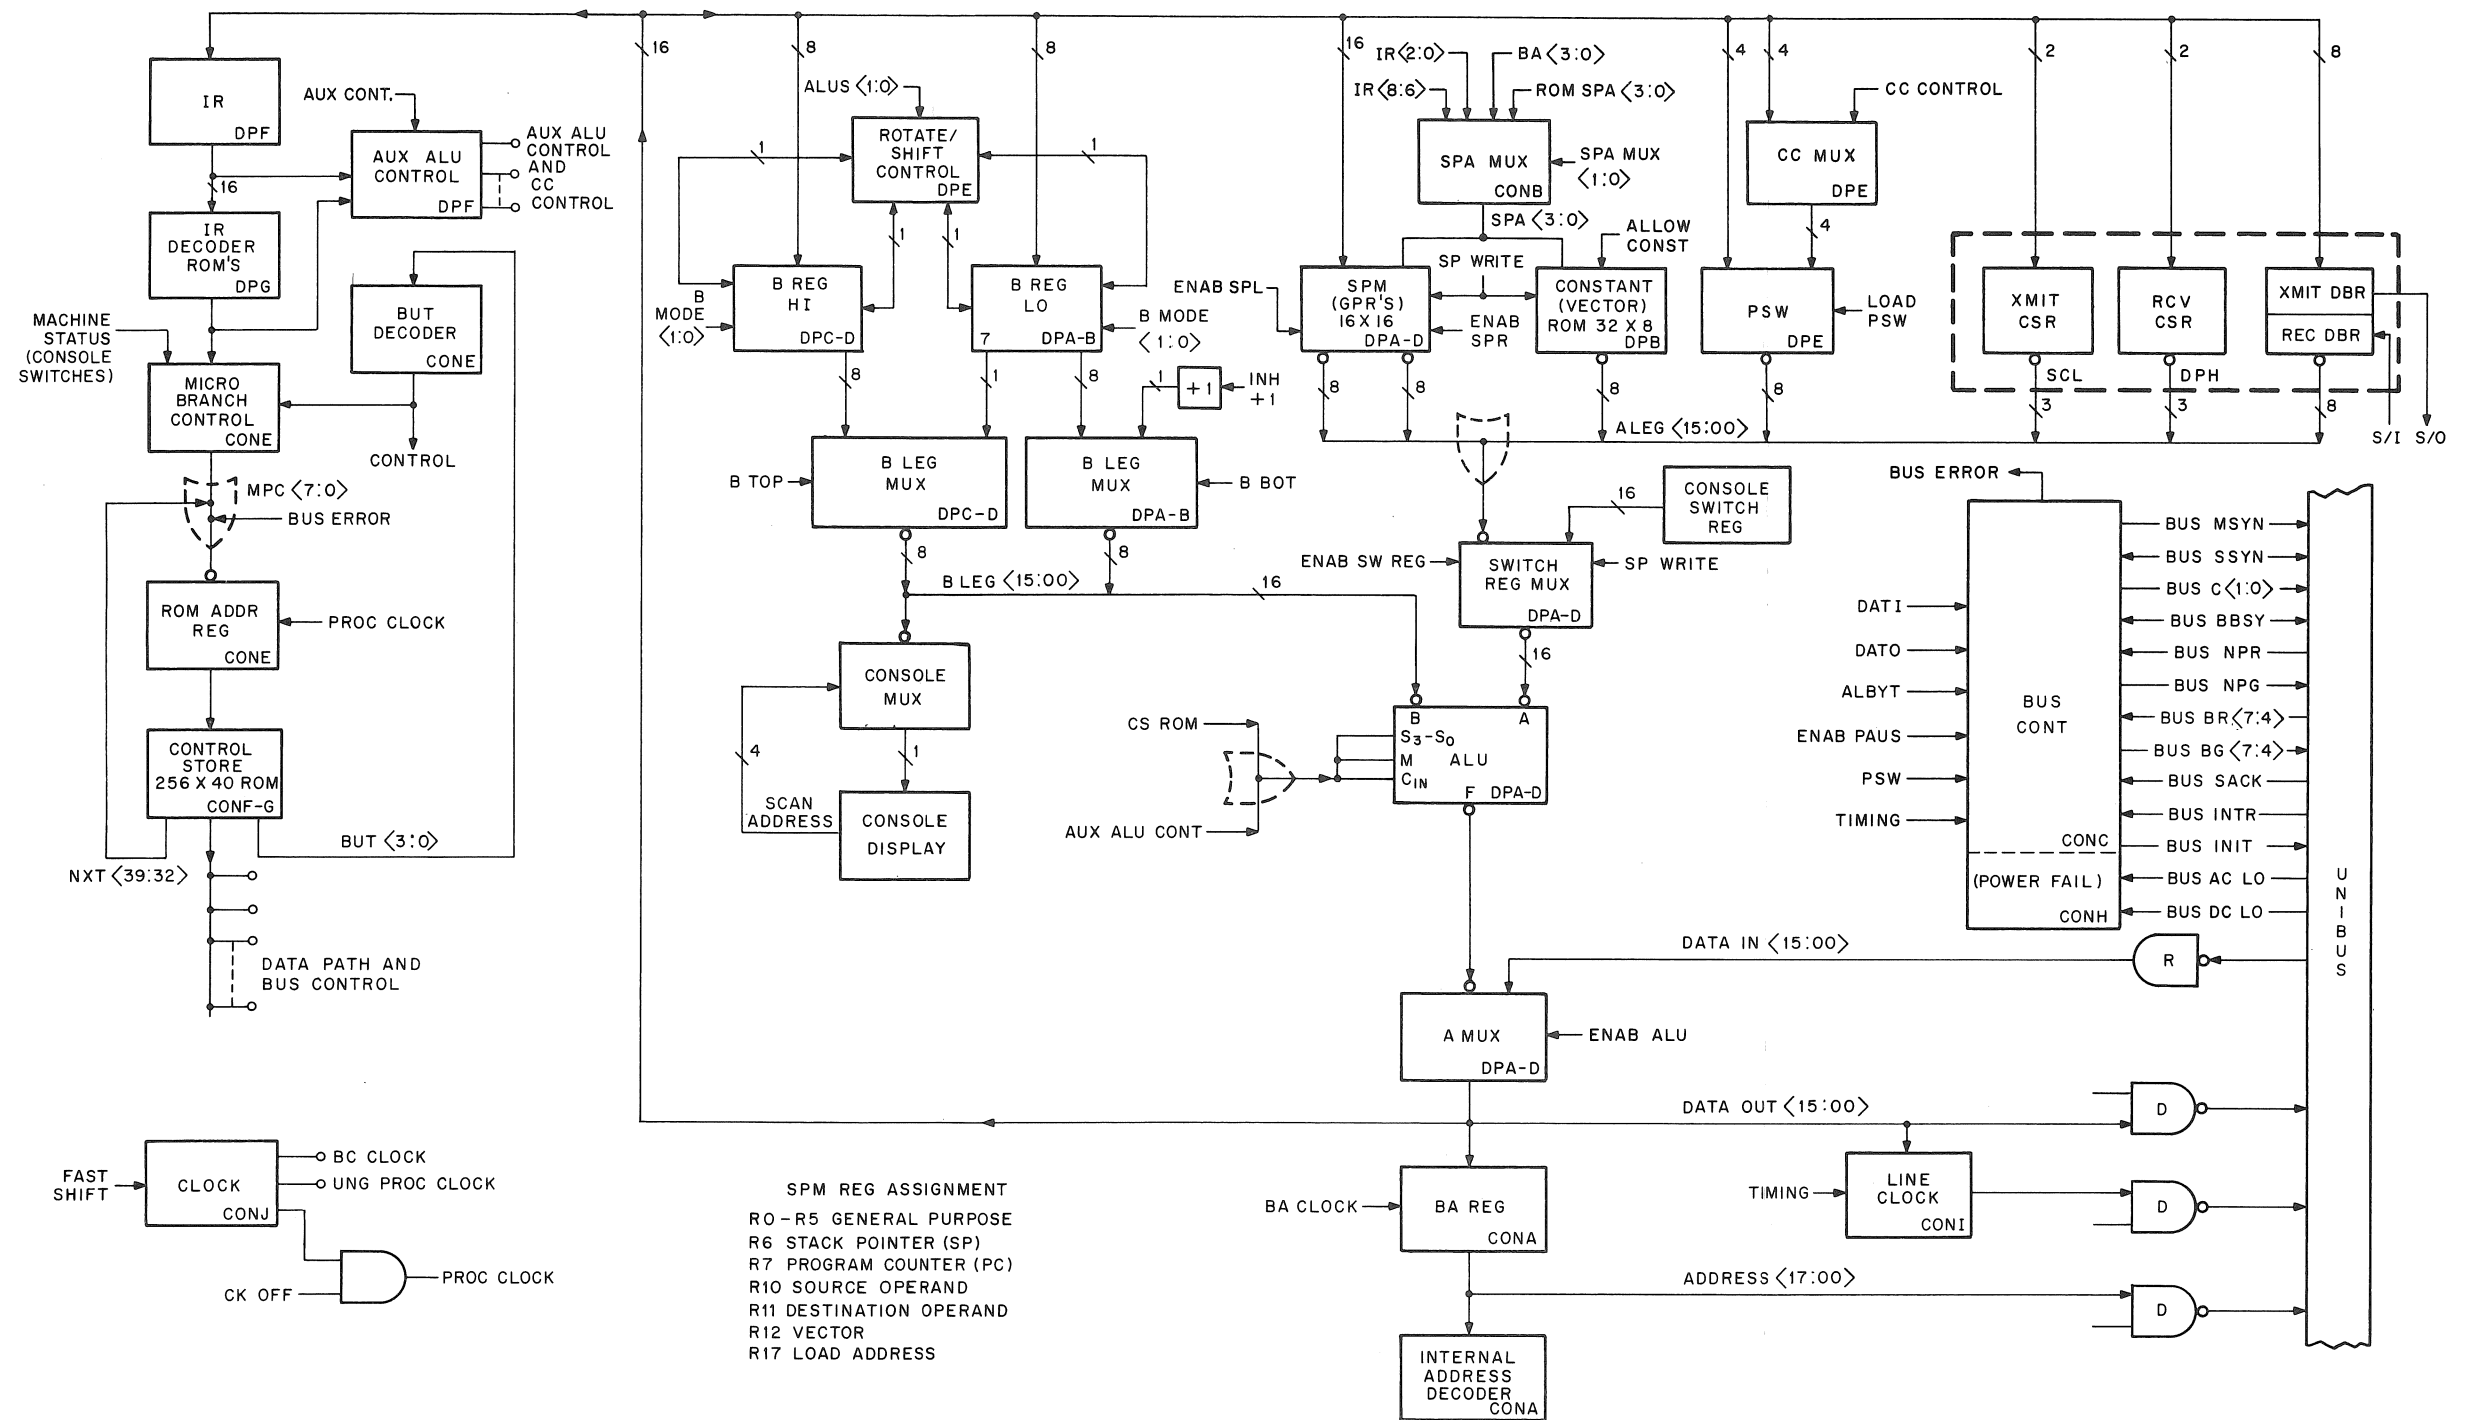 16
8
8
16
4
4
2
2
8
IR
DPF
AUX CONT.
AUX ALU
CONTROL
DPF
AUX ALU
CONTROL
AND
CC
CONTROL
16
IR
DECODER
ROM'S
DPG
BUT
DECODER
CONE
MACHINE
STATUS
(CONSOLE
SWITCHES)
MICRO
BRANCH
CONTROL
CONE
CONTROL
MPC <7:0>
BUS ERROR
ROM ADDR
REG
CONE
PROC CLOCK
CONTROL
STORE
256 X 40 ROM
CONF-G
BUT <3:0>
NXT <39:32>
DATA PATH AND
BUS CONTROL
FAST
SHIFT
CLOCK
CONJ
BC CLOCK
UNG PROC CLOCK
CK OFF
PROC CLOCK
ALUS <1:0>
ROTATE/
SHIFT
CONTROL
DPE
1
1
1
1
B REG
HI
DPC-D
B
MODE
<1:0>
B REG
LO
7
DPA-B
B MODE
<1:0>
8
1
8
1
+1
INH
+1
B TOP
B LEG
MUX
DPC-D
B LEG
MUX
DPA-B
B BOT
8
8
B LEG <15:00>
16
CONSOLE
MUX
4
1
SCAN
ADDRESS
CONSOLE
DISPLAY
IR <2:0>
BA <3:0>
IR <8:6>
ROM SPA <3:0>
SPA MUX
CONB
SPA MUX
<1:0>
SPA <3:0>
ALLOW
CONST
SP WRITE
ENAB SPL
SPM
(GPR'S)
16 X 16
DPA-D
ENAB
SPR
CONSTANT
(VECTOR)
ROM 32 X 8
DPB
CC CONTROL
CC MUX
DPE
4
PSW
DPE
LOAD
PSW
XMIT
CSR
RCV
CSR
XMIT DBR
REC DBR
SCL
DPH
8
8
8
8
3
3
8
S/I
S/O
ALEG <15:00>
CONSOLE
SWITCH
REG
16
ENAB SW REG
SWITCH
REG MUX
DPA-D
SP WRITE
16
CS ROM
AUX ALU CONT
B
A
S3-S0
M
CIN
ALU
F
DPA-D
BUS ERROR
DATI
DATO
ALBYT
ENAB PAUS
PSW
TIMING
BUS
CONT
CONC
(POWER FAIL)
CONH
BUS MSYN
BUS SSYN
BUS C<1:0>
BUS BBSY
BUS NPR
BUS NPG
BUS BR <7:4>
BUS BG <7:4>
BUS SACK
BUS INTR
BUS INIT
BUS AC LO
BUS DC LO
UNIBUS
DATA IN <15:00>
R
A MUX
DPA-D
ENAB ALU
DATA OUT <15:00>
D
BA CLOCK
BA REG
CONA
TIMING
LINE
CLOCK
CONI
D
ADDRESS <17:00>
D
INTERNAL
ADDRESS
DECODER
CONA
SPM REG ASSIGNMENT
R0-R5 GENERAL PURPOSE
R6 STACK POINTER (SP)
R7 PROGRAM COUNTER (PC)
R10 SOURCE OPERAND
R11 DESTINATION OPERAND
R12 VECTOR
R17 LOAD ADDRESS